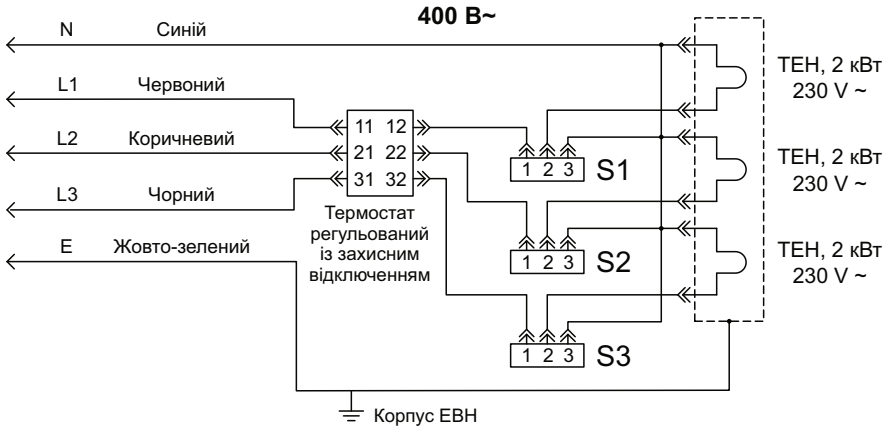 400 В~
N Синій
L1 Червоний
L2 Коричневий
L3 Чорний
E Жовто-зелений
11 12
21 22
31 32
Термостат
регульований
із захисним
відключенням
1 2 3 S1
1 2 3 S2
1 2 3 S3
ТЕН, 2 кВт
230 V ~
ТЕН, 2 кВт
230 V ~
ТЕН, 2 кВт
230 V ~
Корпус ЕВН